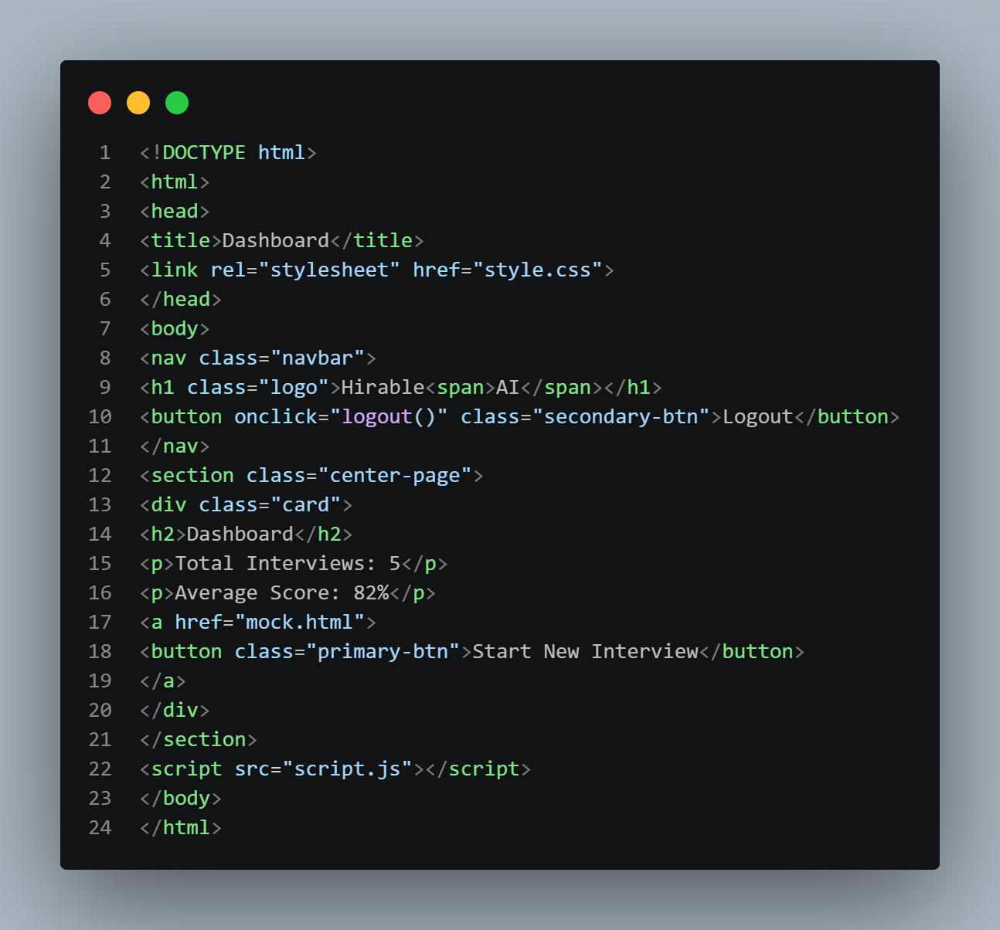 1 <!DOCTYPE html>
2 <html>
3 <head>
4 <title>Dashboard</title>
5 <link rel="stylesheet" href="style.css">
6 </head>
7 <body>
8 <nav class="navbar">
9 <h1 class="logo">Hirable<span>AI</span></h1>
10 <button onclick="logout()" class="secondary-btn">Logout</button>
11 </nav>
12 <section class="center-page">
13 <div class="card">
14 <h2>Dashboard</h2>
15 <p>Total Interviews: 5</p>
16 <p>Average Score: 82%</p>
17 <a href="mock.html">
18 <button class="primary-btn">Start New Interview</button>
19 </a>
20 </div>
21 </section>
22 <script src="script.js"></script>
23 </body>
24 </html>